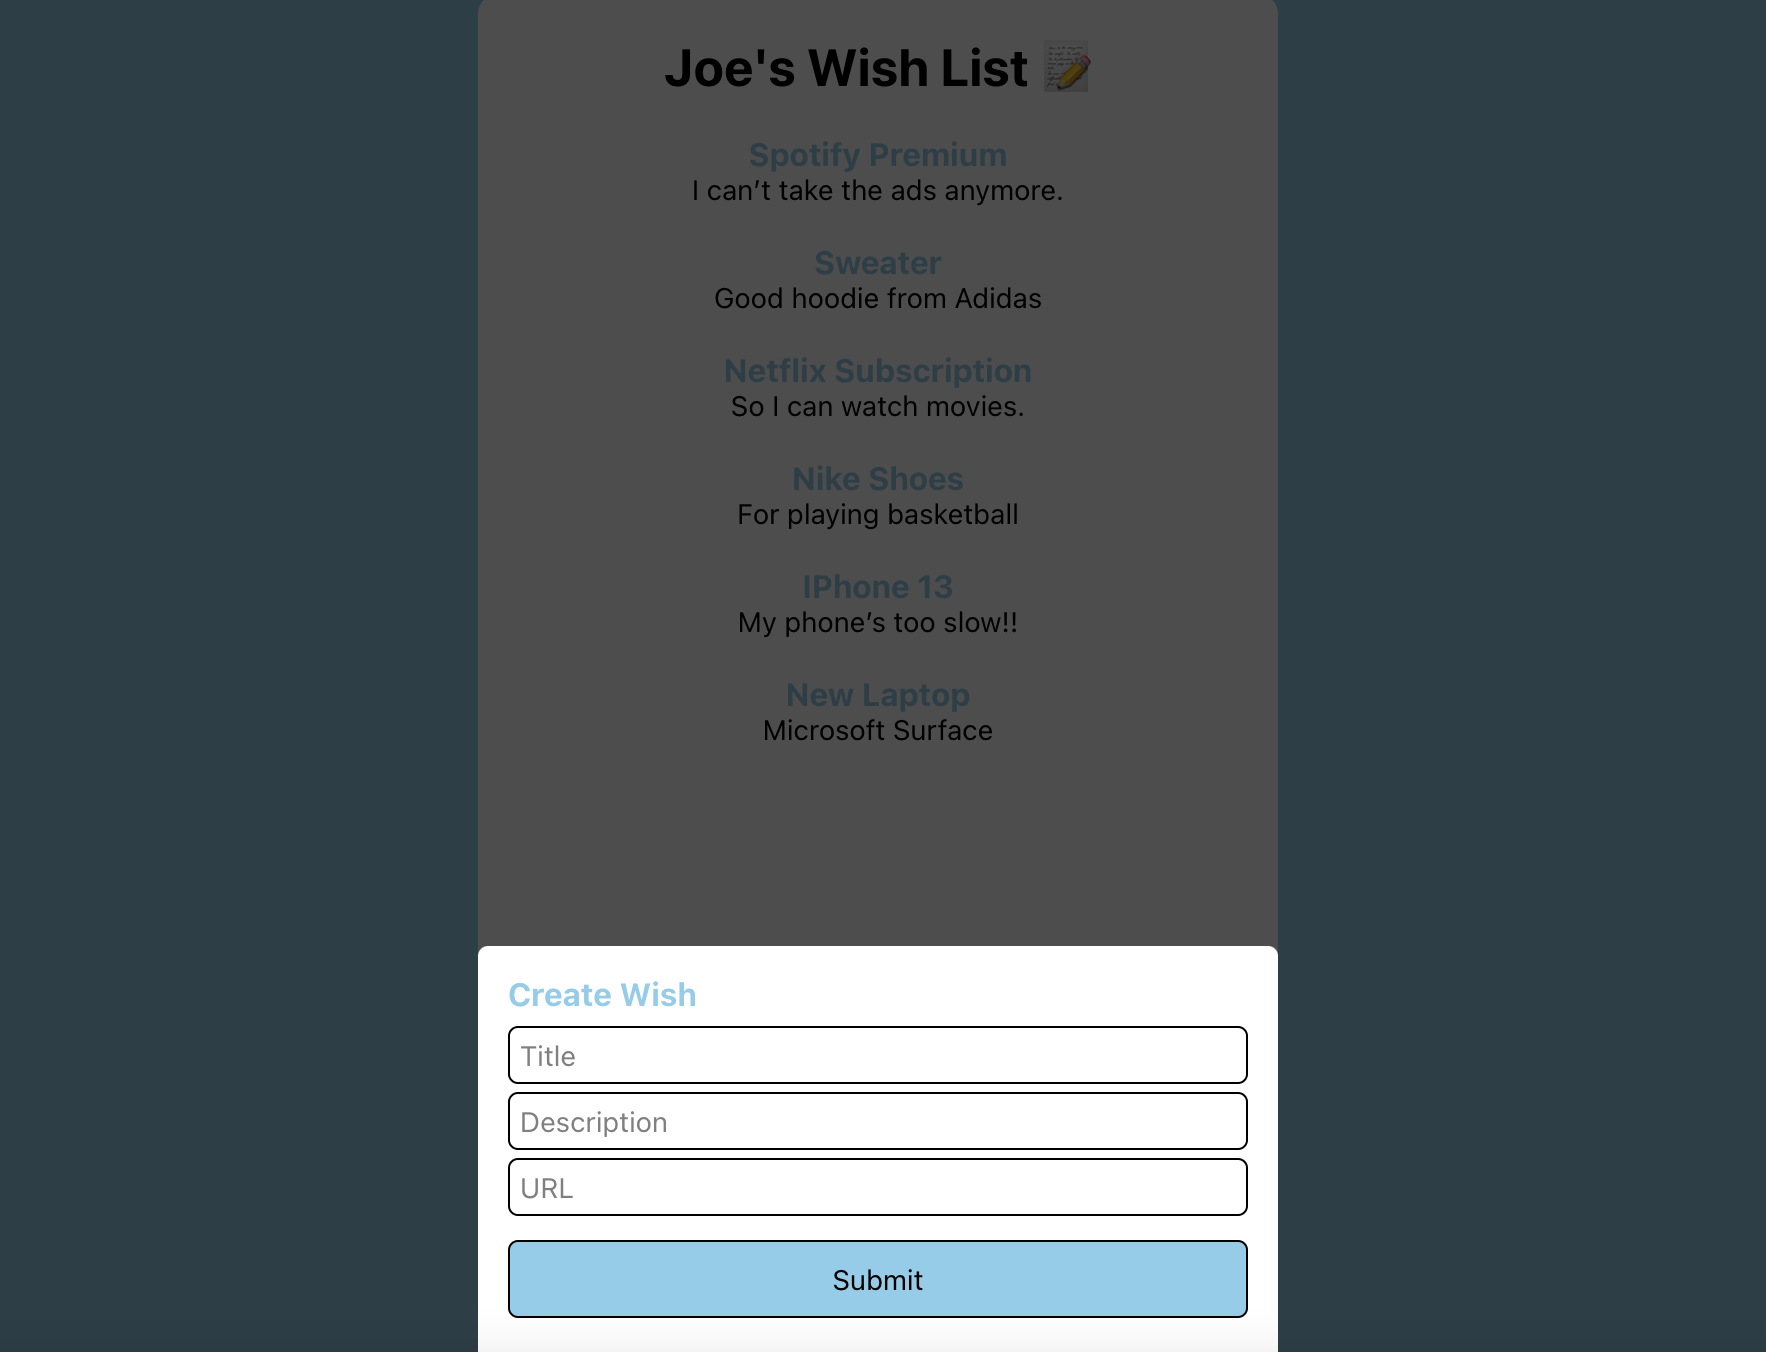 Joe's Wish List
Spotify Premium
I can’t take the ads anymore.
Sweater
Good hoodie from Adidas
Netflix Subscription
So I can watch movies.
Nike Shoes
For playing basketball
IPhone 13
My phone’s too slow!!
New Laptop
Microsoft Surface
Create Wish
Title
Description
URL
Submit